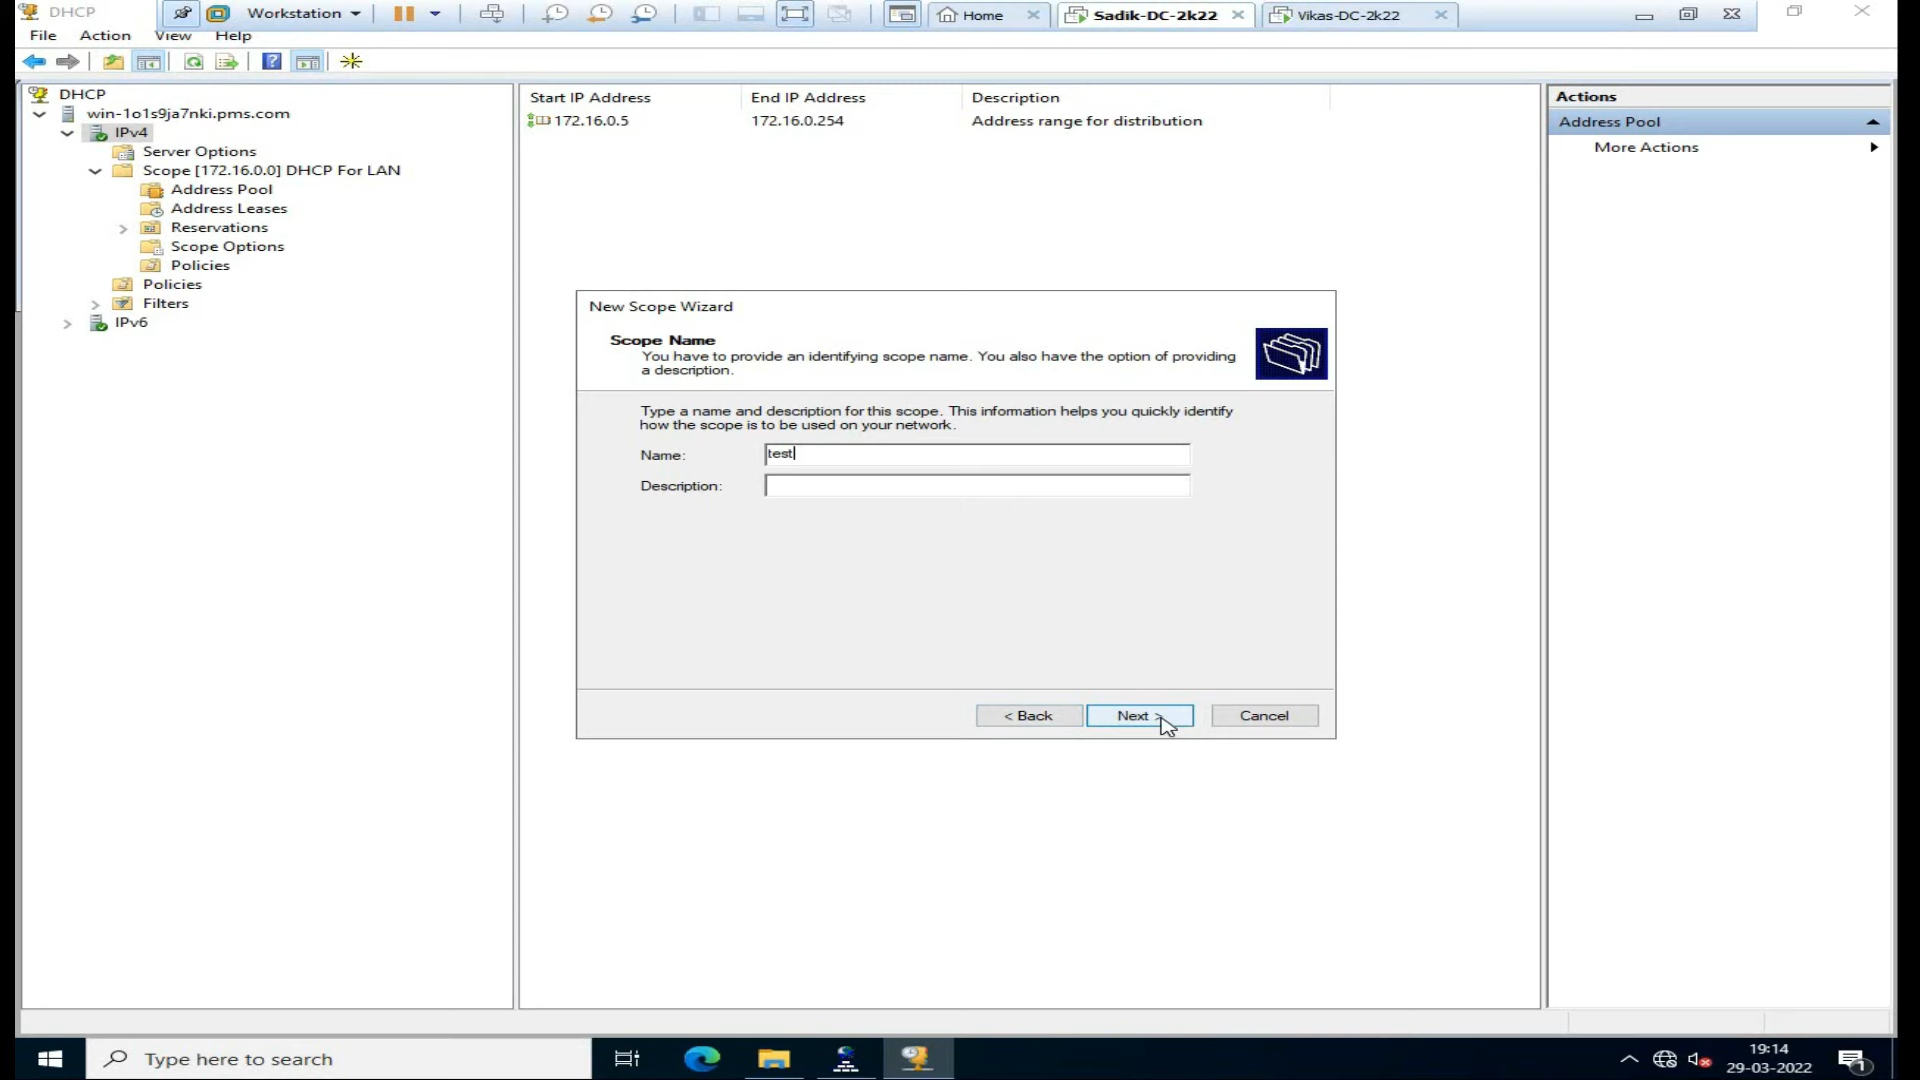 DHCP
Workstation
Home
Sadik-DC-2k22
Vikas-DC-2k22
File Action View Help
DHCP
win-1o1s9ja7nki.pms.com
IPv4
Server Options
Scope [172.16.0.0] DHCP For LAN
Address Pool
Address Leases
Reservations
Scope Options
Policies
Policies
Filters
IPv6
Start IP Address End IP Address Description
172.16.0.5 172.16.0.254 Address range for distribution
Actions
Address Pool
More Actions
New Scope Wizard
Scope Name
You have to provide an identifying scope name. You also have the option of providing
a description.
Type a name and description for this scope. This information helps you quickly identify
how the scope is to be used on your network.
Name: test
Description:
< Back Next > Cancel
Type here to search
19:14
29-03-2022
1